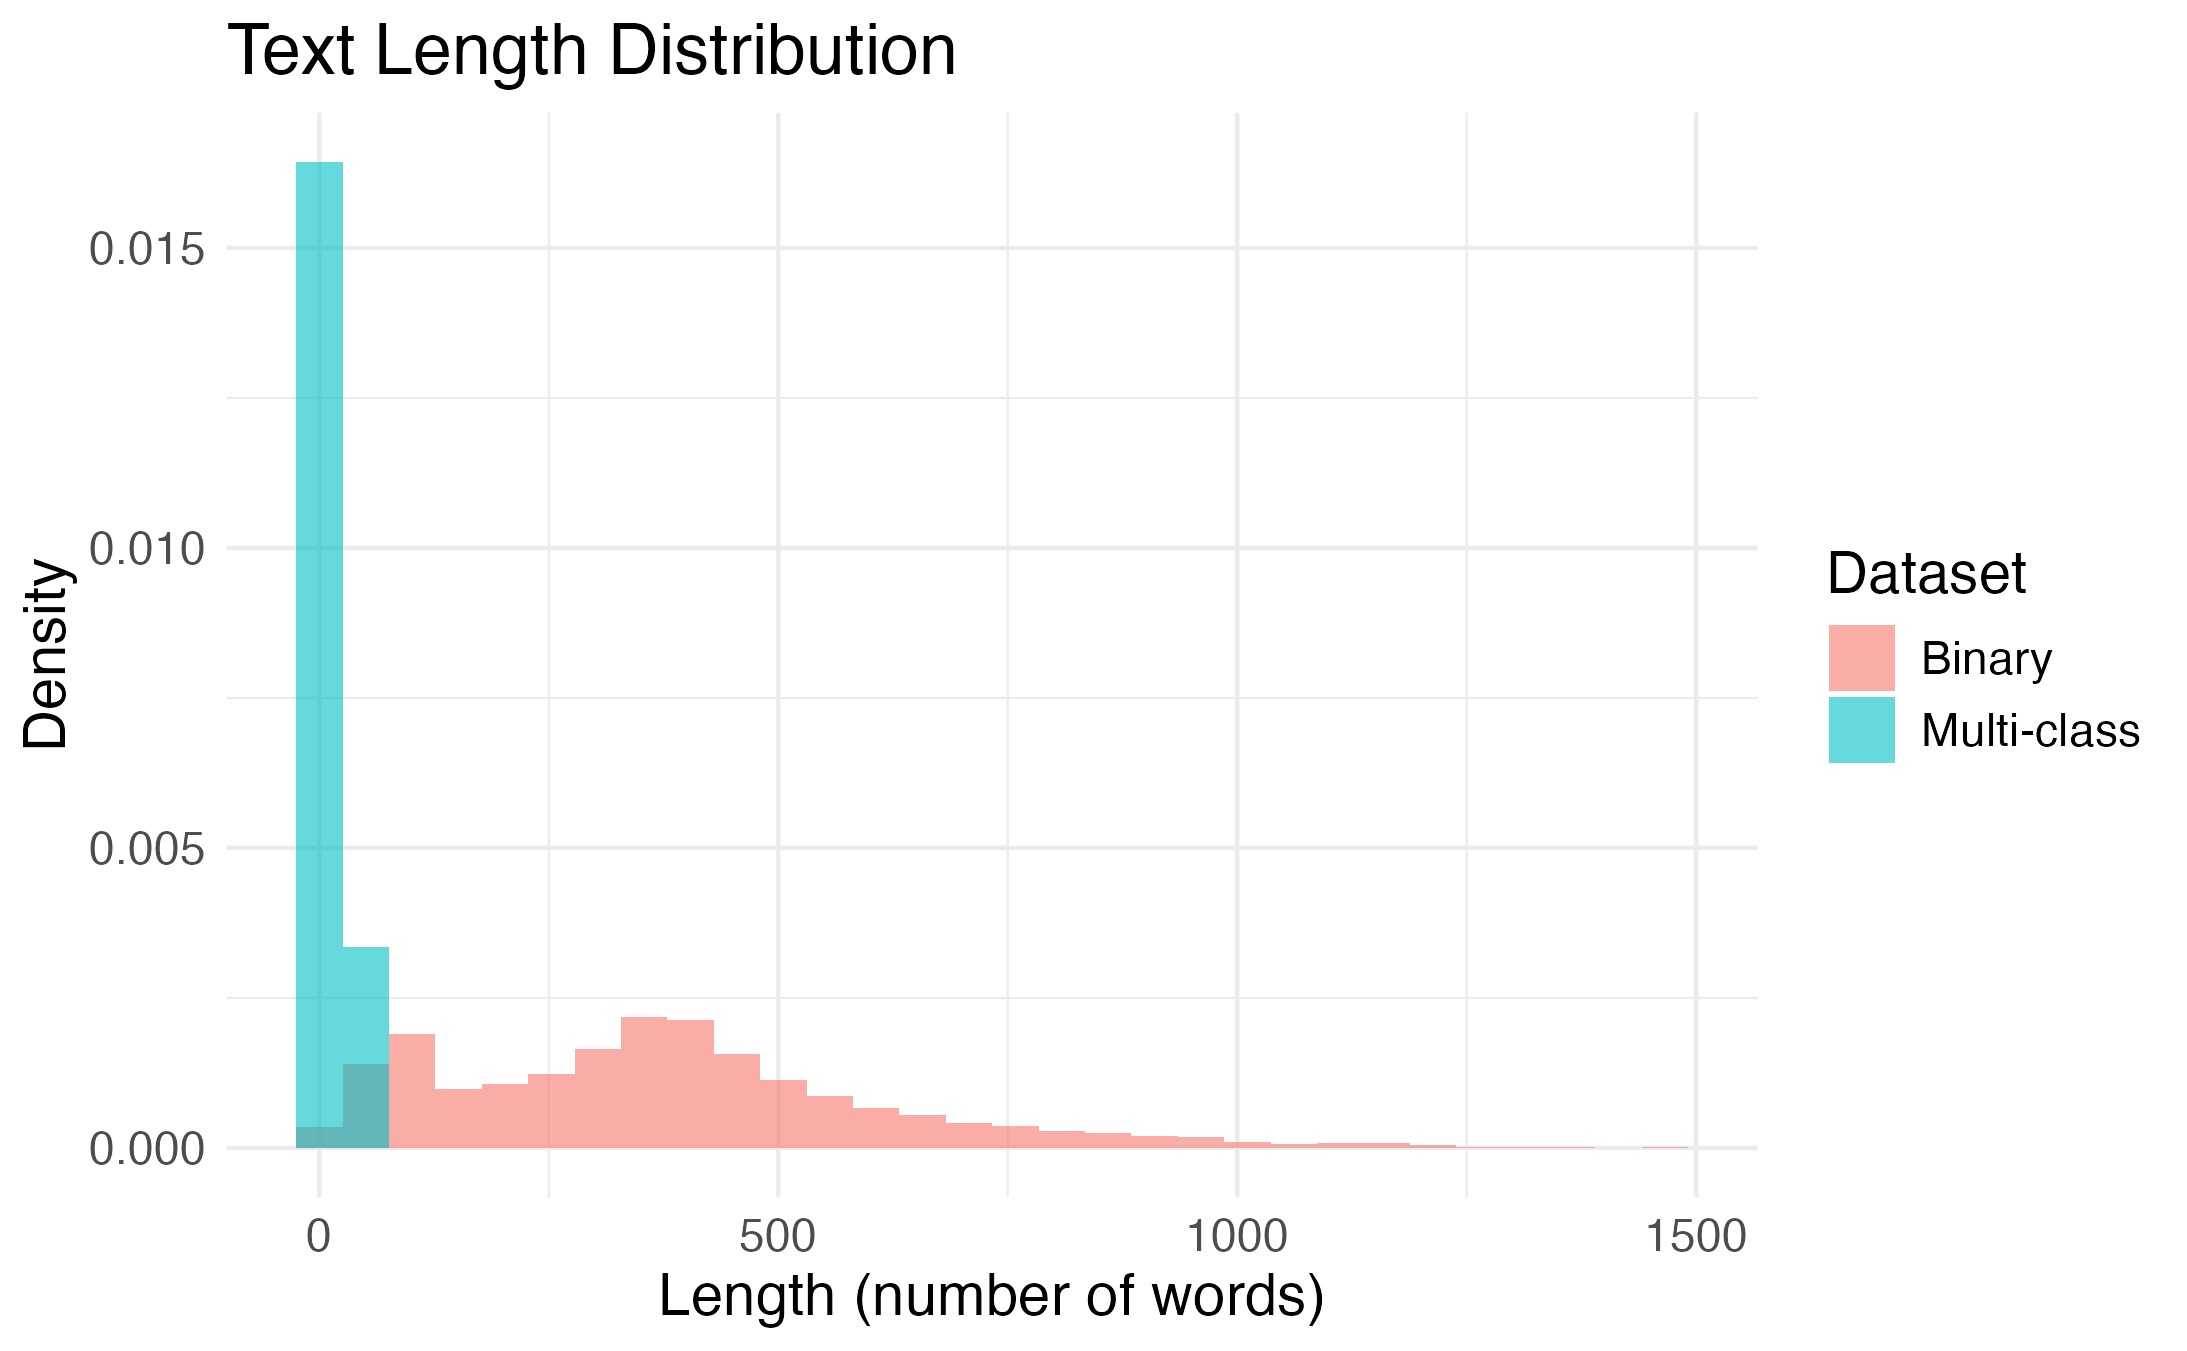 Text Length Distribution
0.015
0.010
0.005
0.000
Density
0
500
1000
1500
Length (number of words)
Dataset
Binary
Multi-class